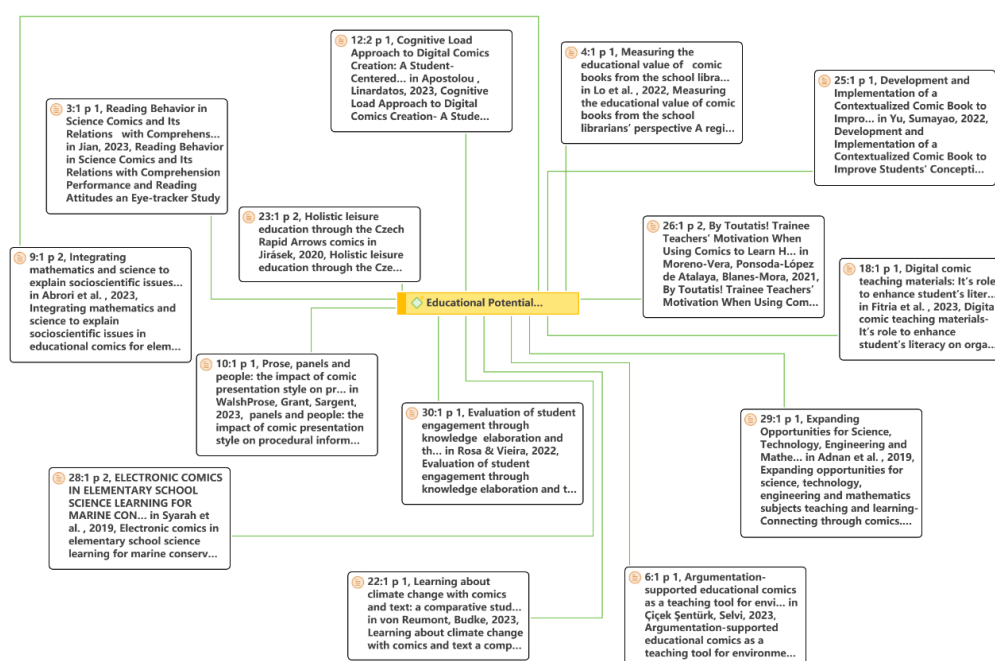 12:2 p 1, Cognitive Load
Approach to Digital Comics
Creation: A Student-
Centered... in Apostolou ,
Linardatos, 2023, Cognitive
Load Approach to Digital
Comics Creation- A Stude...
4:1 p 1, Measuring the
educational value of comic
books from the school libra...
in Lo et al. , 2022, Measuring
the educational value of comic
books from the school
librarians' perspective A regi...
25:1 p 1, Development and
Implementation of a
Contextualized Comic Book to
Impro... in Yu, Sumayao, 2022,
Development and
Implementation of a
Contextualized Comic Book to
Improve Students' Concepti...
3:1 p 1, Reading Behavior in
Science Comics and Its
Relations with Comprehens...
in Jian, 2023, Reading Behavior
in Science Comics and Its
Relations with Comprehension
Performance and Reading
Attitudes an Eye-tracker Study
23:1 p 2, Holistic leisure
education through the Czech
Rapid Arrows comics in
Jirásek, 2020, Holistic leisure
education through the Cze...
26:1 p 2, By Toutatis! Trainee
Teachers' Motivation When
Using Comics to Learn H... in
Moreno-Vera, Ponsoda-López
de Atalaya, Blanes-Mora, 2021,
By Toutatis! Trainee Teachers'
Motivation When Using Com...
9:1 p 2, Integrating
mathematics and science to
explain socioscientific issues...
in Abrori et al. , 2023,
Integrating mathematics and
science to explain
socioscientific issues in
educational comics for elem...
18:1 p 1, Digital comic
teaching materials: It's role
to enhance student's liter...
in Fitria et al. , 2023, Digital
comic teaching materials-
It's role to enhance
student's literacy on orga...
Educational Potential...
10:1 p 1, Prose, panels and
people: the impact of comic
presentation style on pr... in
WalshProse, Grant, Sargent,
2023, panels and people: the
impact of comic presentation
style on procedural inform...
30:1 p 1, Evaluation of student
engagement through
knowledge elaboration and
th... in Rosa & Vieira, 2022,
Evaluation of student
engagement through
knowledge elaboration and t...
29:1 p 1, Expanding
Opportunities for Science,
Technology, Engineering and
Mathe... in Adnan et al. , 2019,
Expanding opportunities for
science, technology,
engineering and mathematics
subjects teaching and learning-
Connecting through comics....
28:1 p 2, ELECTRONIC COMICS
IN ELEMENTARY SCHOOL
SCIENCE LEARNING FOR
MARINE CON... in Syarah et
al. , 2019, Electronic comics in
elementary school science
learning for marine conserv...
22:1 p 1, Learning about
climate change with comics
and text: a comparative stud...
in von Reumont, Budke, 2023,
Learning about climate change
with comics and text a comp...
6:1 p 1, Argumentation-
supported educational comics
as a teaching tool for envi... in
Çiçek Şentürk, Selvi, 2023,
Argumentation-supported
educational comics as a
teaching tool for environme...